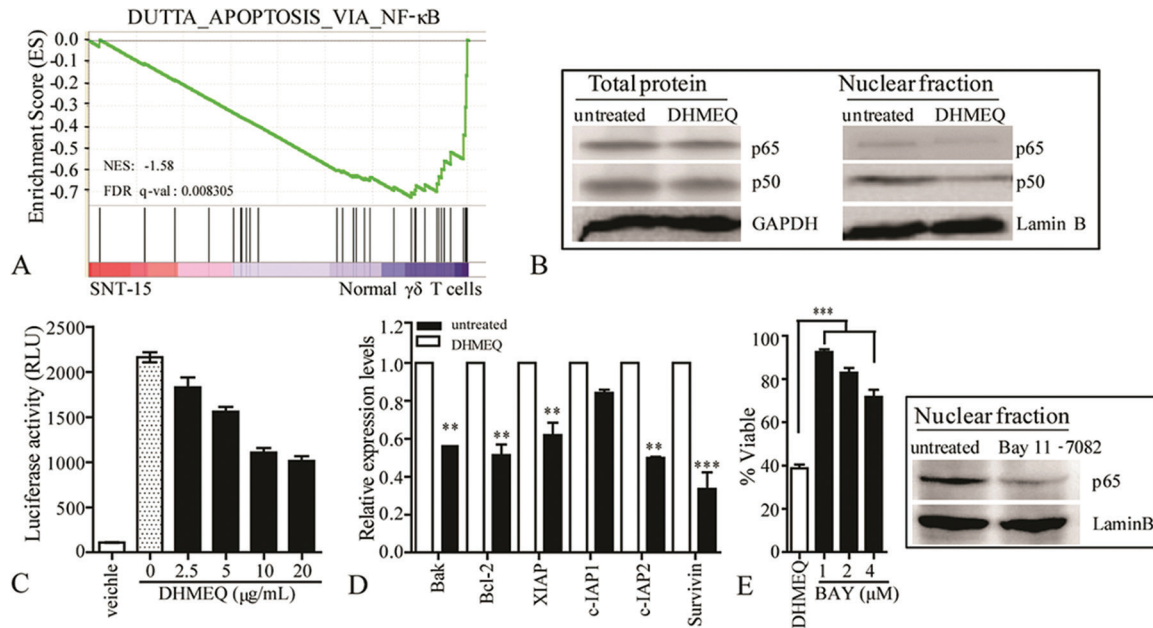 DUTTA_APOPTOSIS_VIA_NF-κB
Enrichment Score (ES)
0.0
-0.1
-0.2
-0.3
-0.4
-0.5
-0.6
-0.7
NES: -1.58
FDR q-val: 0.008305
SNT-15 Normal γδ T cells
A
Total protein
untreated DHMEQ
p65
p50
GAPDH
Nuclear fraction
untreated DHMEQ
p65
p50
Lamin B
B
Luciferase activity (RLU)
2500
2000
1500
1000
500
0
veichle
0 2.5 5 10 20
DHMEQ (μg/mL)
C
Relative expression levels
1.2
1.0
0.8
0.6
0.4
0.2
0.0
untreated
DHMEQ
** ** ** ** ***
Bak
Bcl-2
XIAP
c-IAP1
c-IAP2
Survivin
D
% Viable
100
80
60
40
20
0
***
DHMEQ
1 2 4
BAY (μM)
E
Nuclear fraction
untreated Bay 11 -7082
p65
LaminB